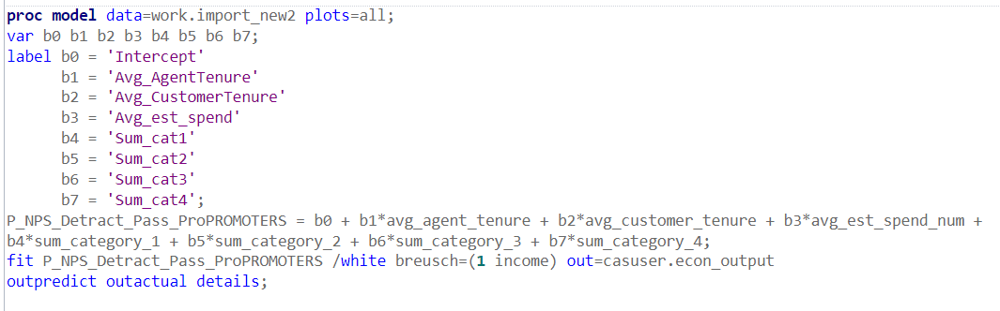 proc model data=work.import_new2 plots=all;
var b0 b1 b2 b3 b4 b5 b6 b7;
label b0 = 'Intercept'
b1 = 'Avg_AgentTenure'
b2 = 'Avg_CustomerTenure'
b3 = 'Avg_est_spend'
b4 = 'Sum_cat1'
b5 = 'Sum_cat2'
b6 = 'Sum_cat3'
b7 = 'Sum_cat4';
P_NPS_Detract_Pass_ProPROMOTERS = b0 + b1*avg_agent_tenure + b2*avg_customer_tenure + b3*avg_est_spend_num +
b4*sum_category_1 + b5*sum_category_2 + b6*sum_category_3 + b7*sum_category_4;
fit P_NPS_Detract_Pass_ProPROMOTERS /white breusch=(1 income) out=casuser.econ_output
outpredict outactual details;